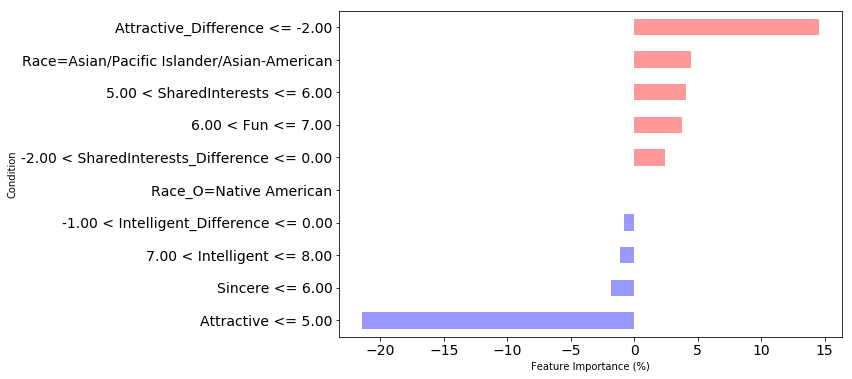 Attractive_Difference <= -2.00
Race=Asian/Pacific Islander/Asian-American
5.00 < SharedInterests <= 6.00
6.00 < Fun <= 7.00
-2.00 < SharedInterests_Difference <= 0.00
Race_O=Native American
-1.00 < Intelligent_Difference <= 0.00
7.00 < Intelligent <= 8.00
Sincere <= 6.00
Attractive <= 5.00
Condition
−20 −15 −10 −5 0 5 10 15
Feature Importance (%)